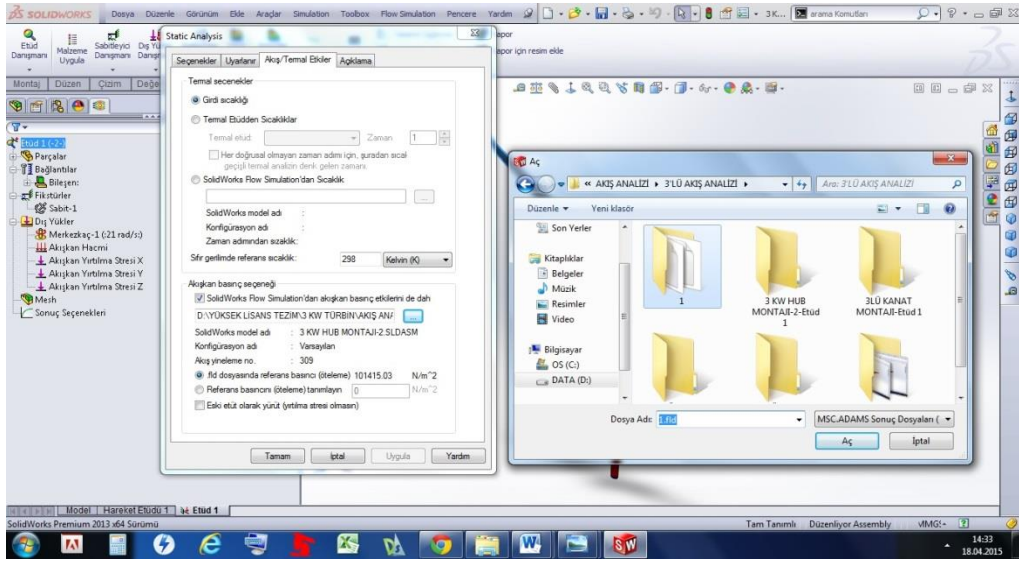 SOLIDWORKS Dosya Düzenle Görünüm Ekle Araçlar Simulation Toolbox Flow Simulation Pencere Yardım 3K... arama Komutları
Etüd Danışmanı
Malzeme Uygula
Sabitleyici Danışmanı
Montaj Düzen Çizim
apor
apor için resim ekle
Etüd 1 (-2-)
Parçalar
Bağlantılar
Bileşen:
Fikstürler
Sabit-1
Dış Yükler
Merkezkaç-1 (:21 rad/s:)
Akışkan Hacmi
Akışkan Yırtılma Stresi X
Akışkan Yırtılma Stresi Y
Akışkan Yırtılma Stresi Z
Mesh
Sonuç Seçenekleri
Static Analysis
Seçenekler Uyarlanır Akış/Termal Etkiler Açıklama
Termal secenekler
Girdi sıcaklığı
Termal Etüdden Sıcaklıklar
Termal etüd: Zaman 1
Her doğrusal olmayan zaman adımı için, şuradan sıcal
geçişli termal analizin denk gelen zamanı
SolidWorks Flow Simulation'dan Sıcaklık
...
SolidWorks model adı :
Konfigürasyon adı :
Zaman adımından sızaklık:
Sıfır gerilimde referans sıcaklık: 298 Kelvin (K)
Akışkan basınç seçeneği
SolidWorks Flow Simulation'dan akışkan basınç etkilerini de dah
D:\YÜKSEK LİSANS TEZİM\3 KW TÜRBİN\AKIŞ AN ...
SolidWorks model adı : 3 KW HUB MONTAJI-2.SLDASM
Konfigürasyon adı : Varsayılan
Akış yineleme no. : 309
.fld dosyasında referans basıncı (öteleme) 101415.03 N/m^2
Referans basıncını (öteleme) tanımlayın 0 N/m^2
Eski etüt olarak yürüt (yırtılma stresi olmasın)
Tamam İptal Uygula Yardım
Aç
« AKIŞ ANALİZİ ▸ 3'LÜ AKIŞ ANALİZİ ▸ Ara: 3'LÜ AKIŞ ANALİZİ
Düzenle Yeni klasör
Son Yerler
Kitaplıklar
Belgeler
Müzik
Resimler
Video
Bilgisayar
OS (C:)
DATA (D:)
1
3 KW HUB MONTAJI-2-Etüd 1
3LÜ KANAT MONTAJI-Etüd 1
Dosya Adı: 1.fld MSC.ADAMS Sonuç Dosyaları (
Aç İptal
Model Hareket Etüdü 1 Etüd 1
SolidWorks Premium 2013 x64 Sürümü Tam Tanımlı Düzenliyor Assembly
14:33
18.04.2015